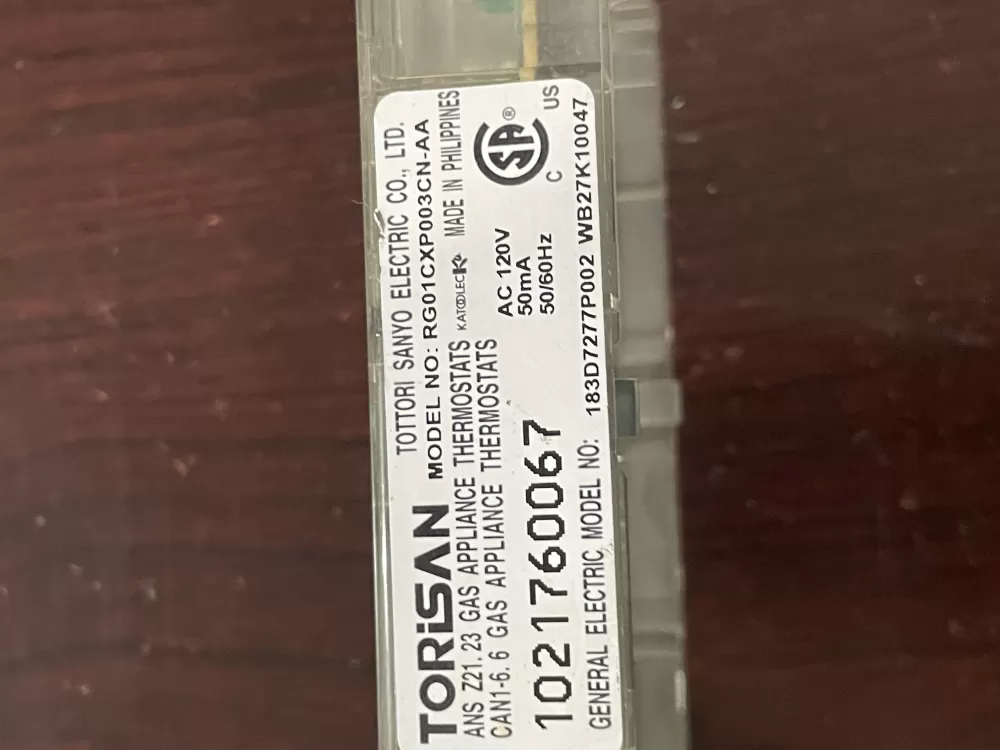 TOTTORI SANYO ELECTRIC CO., LTD.
TORiSAN MODEL NO: RG01CXP003CN-AA
ANS Z21.23 GAS APPLIANCE THERMOSTATS KATOOLEC MADE IN PHILIPPINES
CAN1-6.6 GAS APPLIANCE THERMOSTATS
AC 120V
50mA
50/60Hz
SA ®
C US
1021760067
GENERAL ELECTRIC MODEL NO: 183D7277P002 WB27K10047